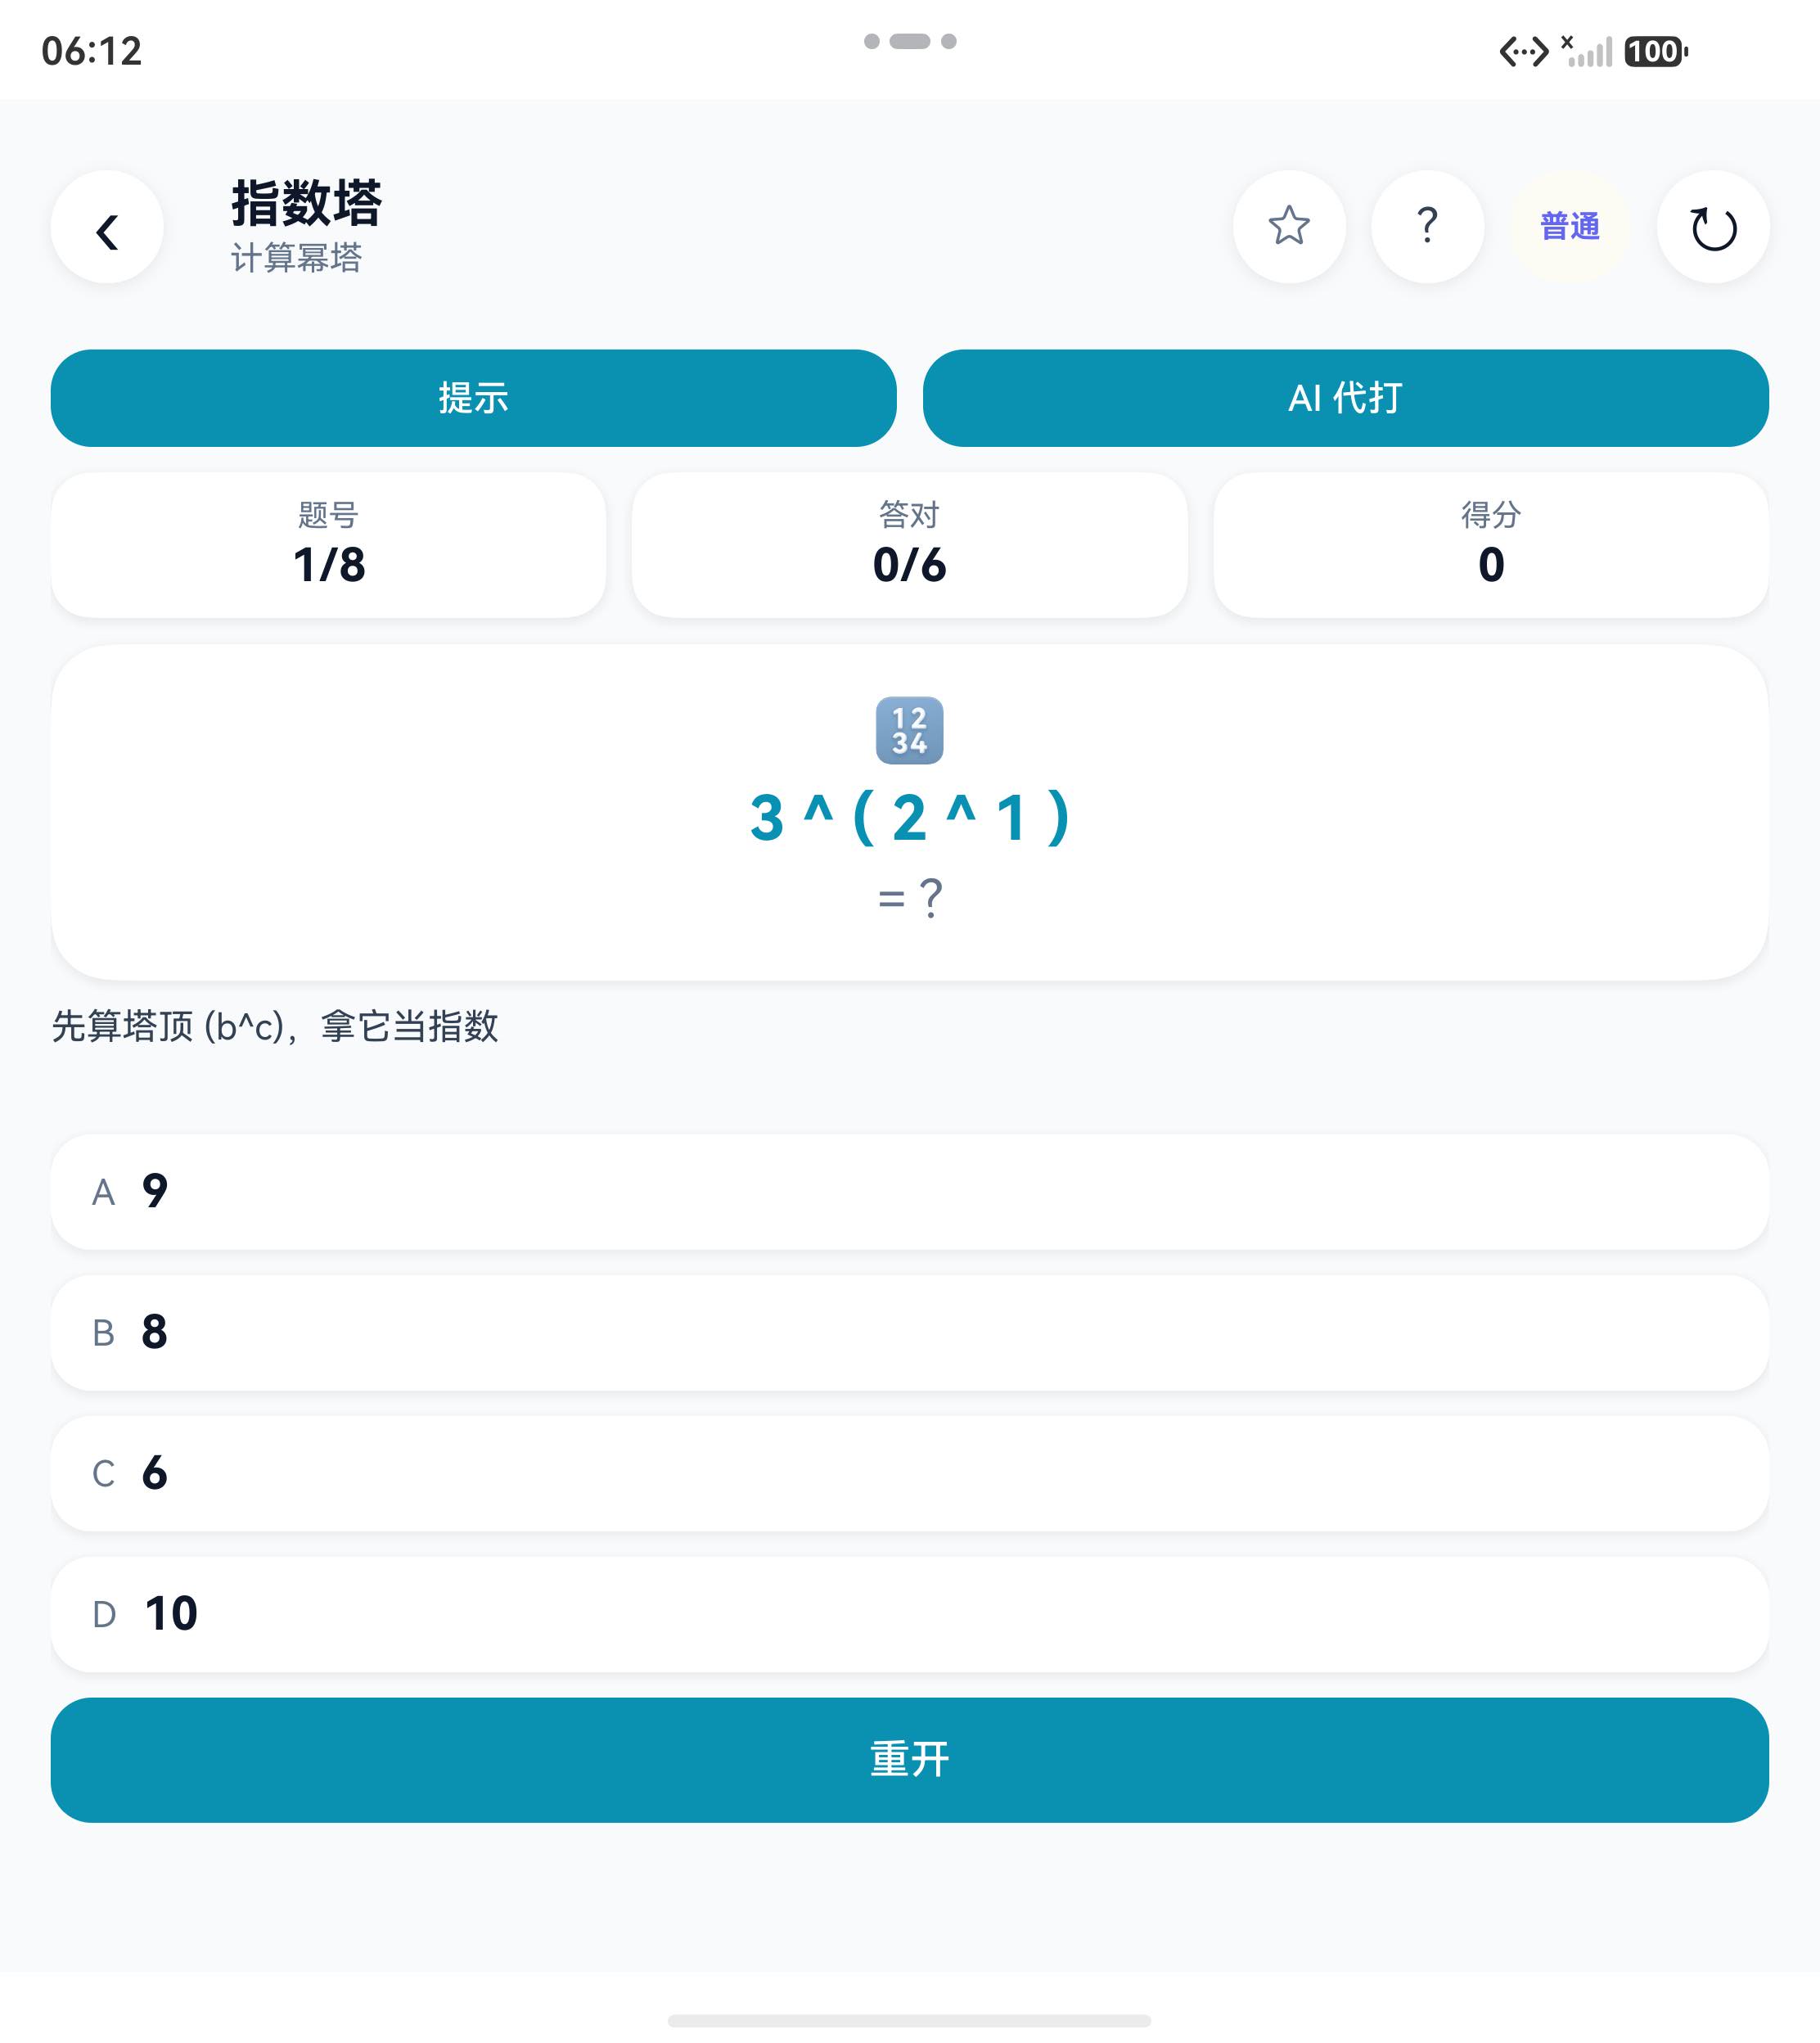 06:12
100
指数塔
计算幂塔
?
普通
提示
AI 代打
题号
1/8
答对
0/6
得分
0
12
34
3 ^ ( 2 ^ 1 )
= ?
先算塔顶 (b^c)，拿它当指数
A 9
B 8
C 6
D 10
重开